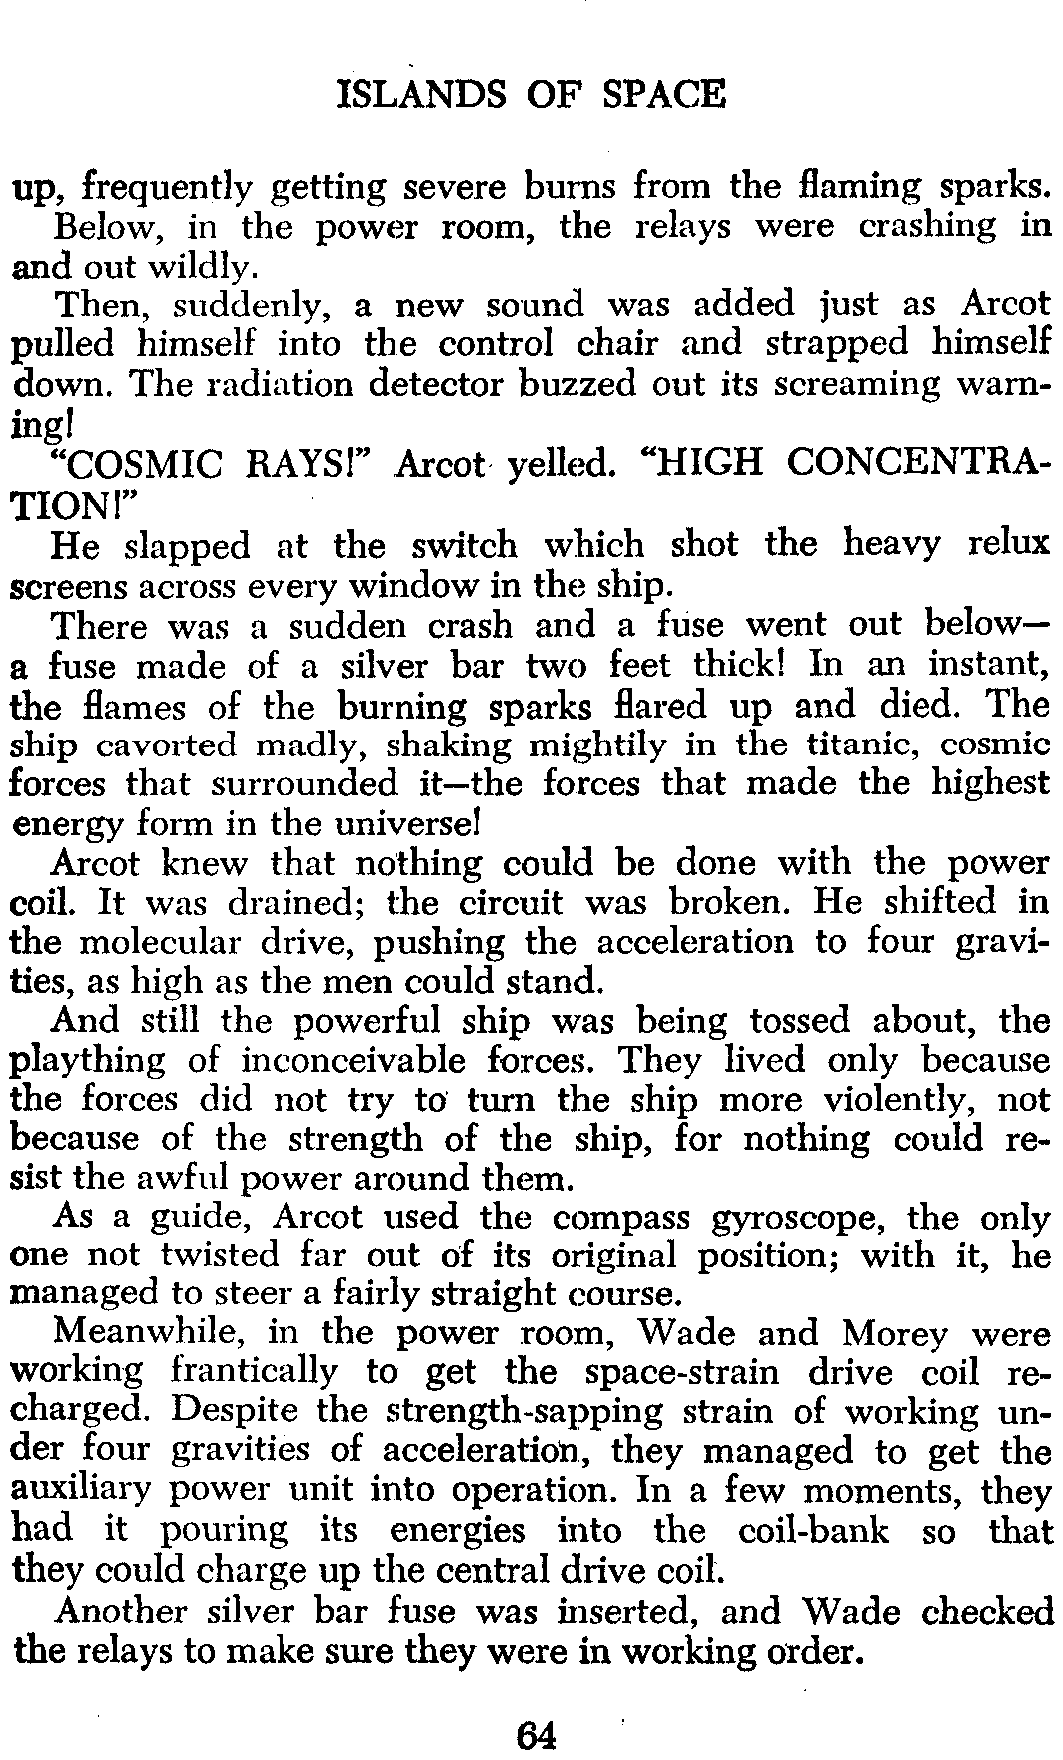 ISLANDS OF SPACE
up, frequently getting severe burns from the flaming sparks.
Below, in the power room, the relays were crashing in
and out wildly.
Then, suddenly, a new sound was added just as Arcot
pulled himself into the control chair and strapped himself
down. The radiation detector buzzed out its screaming warn-
ing!
“COSMIC RAYS!” Arcot yelled. “HIGH CONCENTRA-
TION!”
He slapped at the switch which shot the heavy relux
screens across every window in the ship.
There was a sudden crash and a fuse went out below—
a fuse made of a silver bar two feet thick! In an instant,
the flames of the burning sparks flared up and died. The
ship cavorted madly, shaking mightily in the titanic, cosmic
forces that surrounded it—the forces that made the highest
energy form in the universe!
Arcot knew that nothing could be done with the power
coil. It was drained; the circuit was broken. He shifted in
the molecular drive, pushing the acceleration to four gravi-
ties, as high as the men could stand.
And still the powerful ship was being tossed about, the
plaything of inconceivable forces. They lived only because
the forces did not try to turn the ship more violently, not
because of the strength of the ship, for nothing could re-
sist the awful power around them.
As a guide, Arcot used the compass gyroscope, the only
one not twisted far out of its original position; with it, he
managed to steer a fairly straight course.
Meanwhile, in the power room, Wade and Morey were
working frantically to get the space-strain drive coil re-
charged. Despite the strength-sapping strain of working un-
der four gravities of acceleration, they managed to get the
auxiliary power unit into operation. In a few moments, they
had it pouring its energies into the coil-bank so that
they could charge up the central drive coil.
Another silver bar fuse was inserted, and Wade checked
the relays to make sure they were in working order.
64